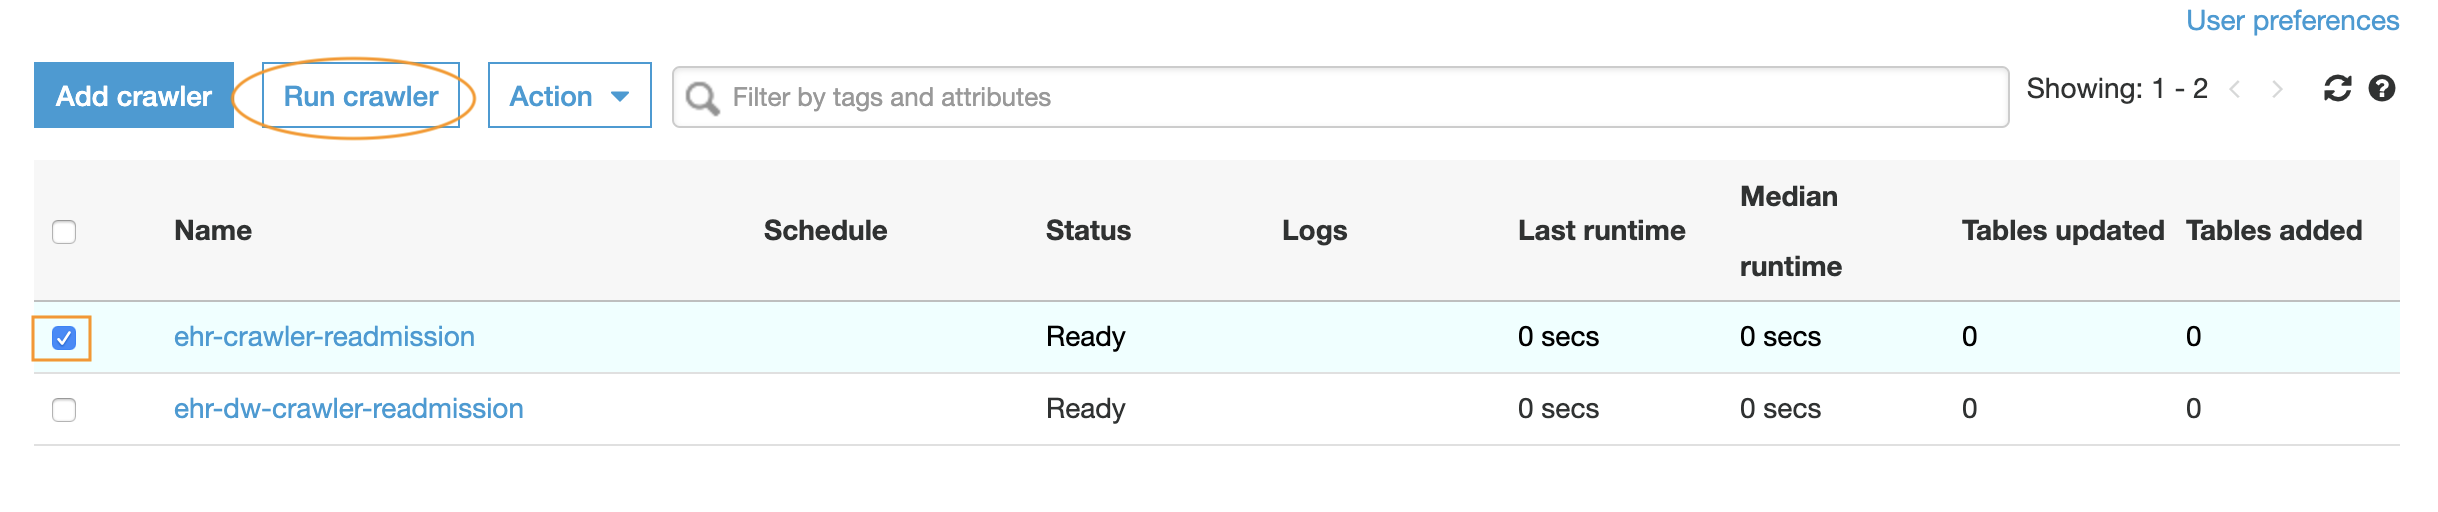 User preferences
Add crawler Run crawler Action Filter by tags and attributes Showing: 1 - 2
Name Schedule Status Logs Last runtime Median runtime Tables updated Tables added
ehr-crawler-readmission Ready 0 secs 0 secs 0 0
ehr-dw-crawler-readmission Ready 0 secs 0 secs 0 0